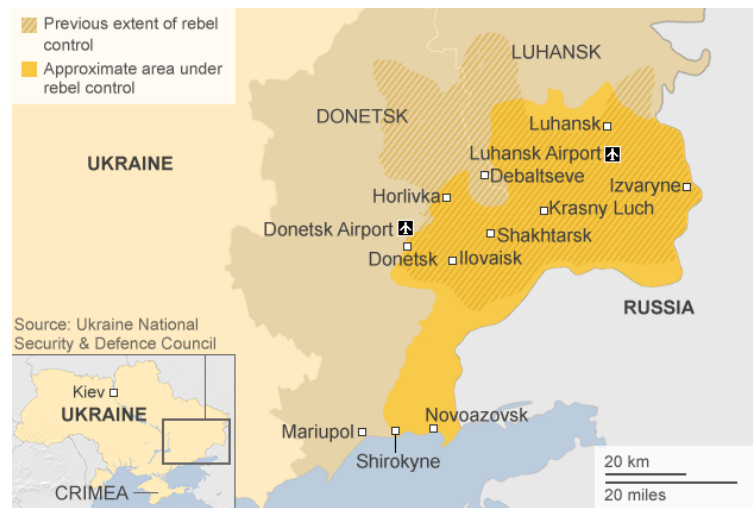 Previous extent of rebel
control
Approximate area under
rebel control
LUHANSK
DONETSK
Luhansk
UKRAINE
Luhansk Airport
Debaltseve
Izvaryne
Horlivka
Krasny Luch
Donetsk Airport
Shakhtarsk
Donetsk
Ilovaisk
RUSSIA
Source: Ukraine National
Security & Defence Council
Kiev
UKRAINE
CRIMEA
Mariupol
Novoazovsk
Shirokyne
20 km
20 miles